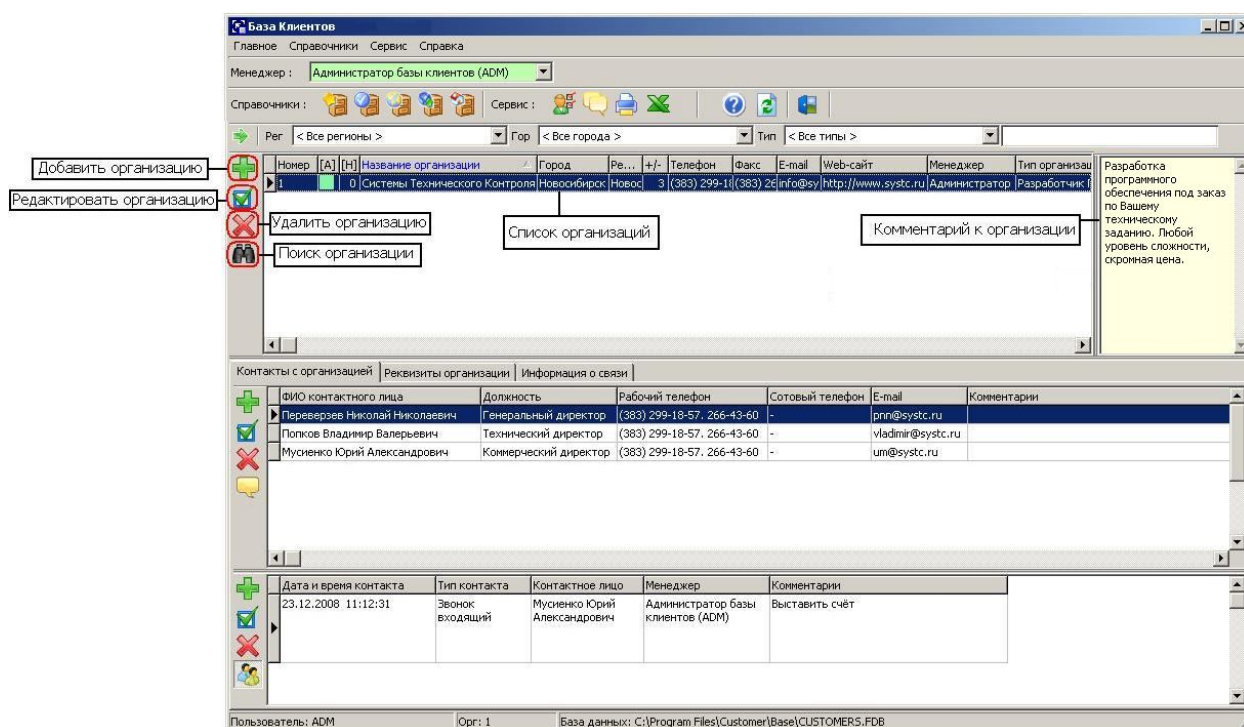 База Клиентов
Главное Справочники Сервис Справка
Менеджер : Администратор базы клиентов (ADM)
Справочники : Сервис :
Рег < Все регионы > Гор < Все города > Тип < Все типы >
Добавить организацию
Редактировать организацию
Удалить организацию
Поиск организации
Номер [A] [H] Название организации Город Ре... +/- Телефон Факс E-mail Web-сайт Менеджер Тип организац
1 0 Системы Технического Контроля Новосибирск Новос 3 (383) 299-18 (383) 26 info@sy http://www.systc.ru Администратор Разработчик
Список организаций
Комментарий к организации
Разработка
программного
обеспечения под заказ
по Вашему
техническому
заданию. Любой
уровень сложности,
скромная цена.
Контакты с организацией Реквизиты организации Информация о связи
ФИО контактного лица Должность Рабочий телефон Сотовый телефон E-mail Комментарии
Переверзев Николай Николаевич Генеральный директор (383) 299-18-57. 266-43-60 - pnn@systc.ru
Попков Владимир Валерьевич Технический директор (383) 299-18-57. 266-43-60 - vladimir@systc.ru
Мусиенко Юрий Александрович Коммерческий директор (383) 299-18-57. 266-43-60 - um@systc.ru
Дата и время контакта Тип контакта Контактное лицо Менеджер Комментарии
23.12.2008 11:12:31 Звонок входящий Мусиенко Юрий Александрович Администратор базы клиентов (ADM) Выставить счёт
Пользователь: ADM Орг: 1 База данных: C:\Program Files\Customer\Base\CUSTOMERS.FDB